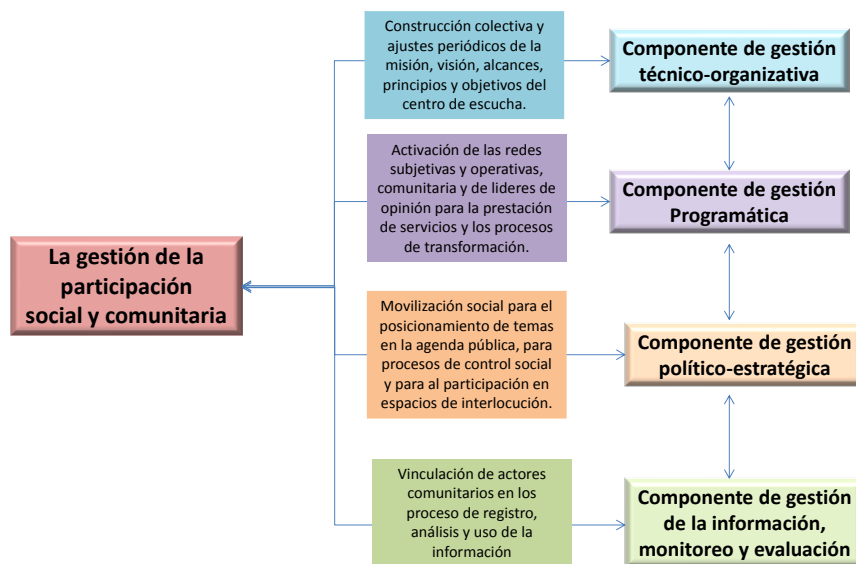 La gestión de la
participación
social y comunitaria
Construcción colectiva y
ajustes periódicos de la
misión, visión, alcances,
principios y objetivos del
centro de escucha.
Componente de gestión
técnico-organizativa
Activación de las redes
subjetivas y operativas,
comunitaria y de lideres de
opinión para la prestación
de servicios y los procesos
de transformación.
Componente de gestión
Programática
Movilización social para el
posicionamiento de temas
en la agenda pública, para
procesos de control social
y para al participación en
espacios de interlocución.
Componente de gestión
político-estratégica
Vinculación de actores
comunitarios en los
proceso de registro,
análisis y uso de la
información
Componente de gestión
de la información,
monitoreo y evaluación